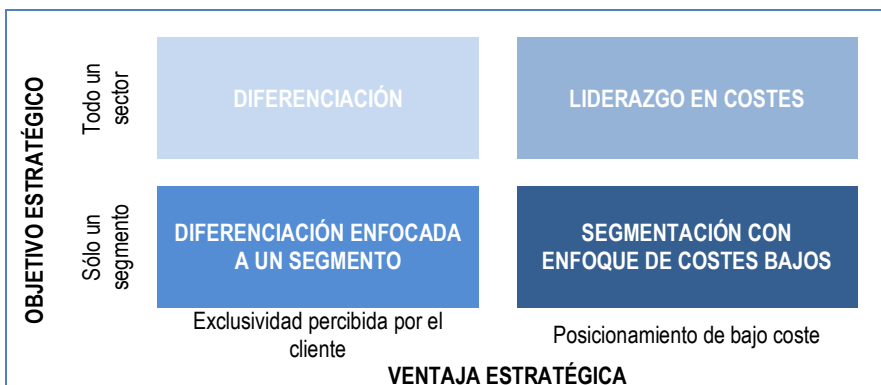 OBJETIVO ESTRATÉGICO
Todo un
sector
DIFERENCIACIÓN
LIDERAZGO EN COSTES
Sólo un
segmento
DIFERENCIACIÓN ENFOCADA
A UN SEGMENTO
SEGMENTACIÓN CON
ENFOQUE DE COSTES BAJOS
Exclusividad percibida por el
cliente
Posicionamiento de bajo coste
VENTAJA ESTRATÉGICA